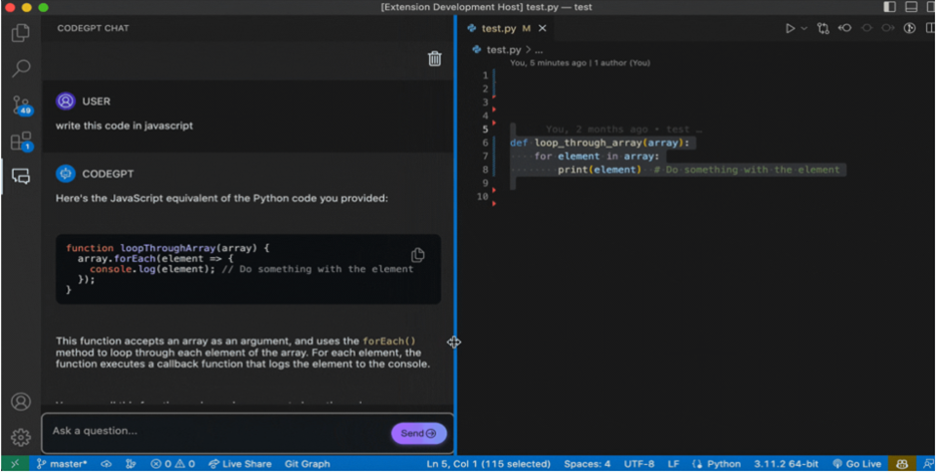 [Extension Development Host] test.py — test
CODEGPT CHAT
USER
write this code in javascript
CODEGPT
Here's the JavaScript equivalent of the Python code you provided:
function loopThroughArray(array) {
array.forEach(element => {
console.log(element); // Do something with the element
});
}
This function accepts an array as an argument, and uses the forEach()
method to loop through each element of the array. For each element, the
function executes a callback function that logs the element to the console.
Ask a question...
Send
test.py M
test.py > ...
You, 5 minutes ago | 1 author (You)
1
2
3
4
5 You, 2 months ago • test …
6 def loop_through_array(array):
7 for element in array:
8 print(element) # Do something with the element
9
10
49
1
master*
0 0
Live Share
Git Graph
Ln 5, Col 1 (115 selected)
Spaces: 4
UTF-8
LF
Python
3.11.2 64-bit
Go Live